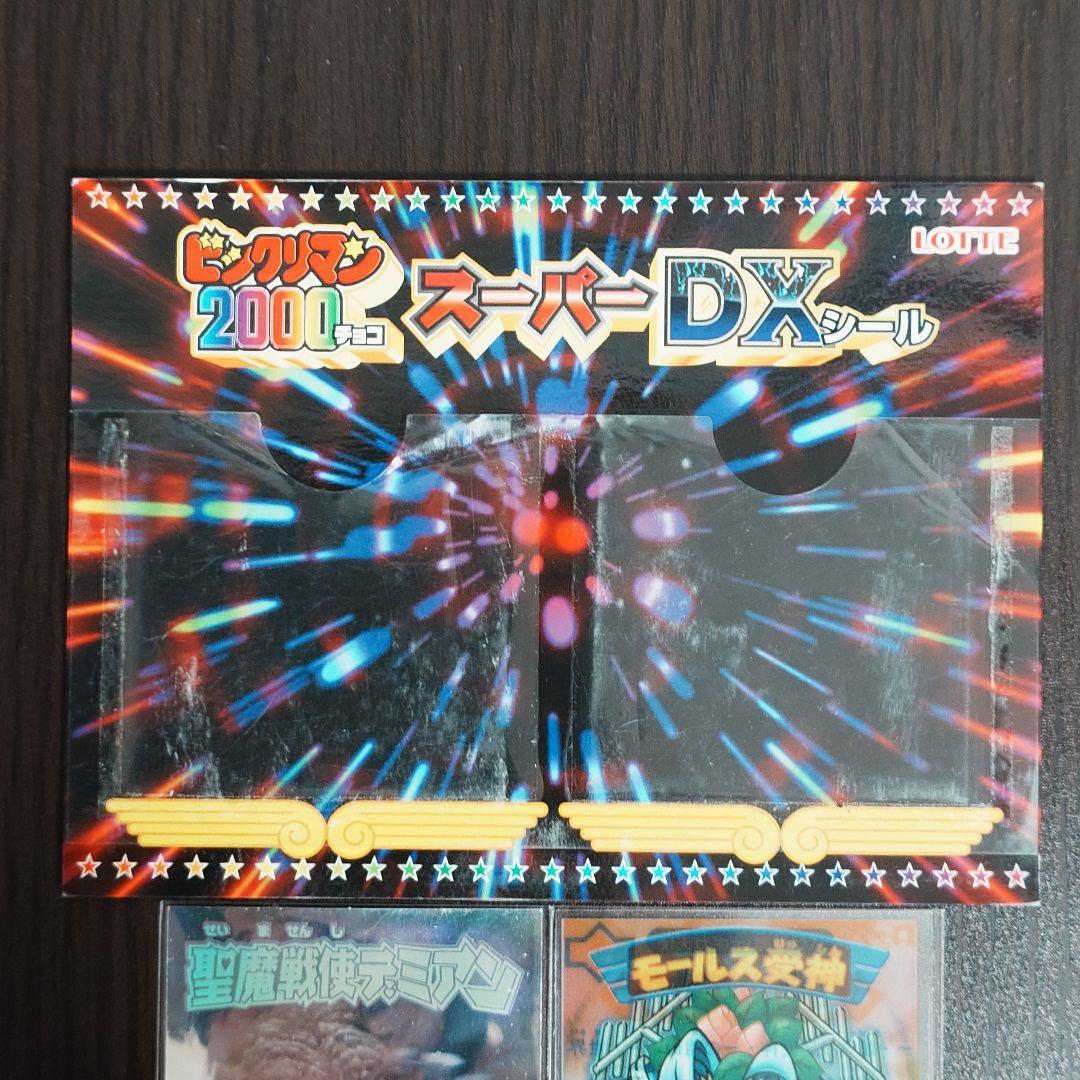 LOTTE
ビックリマン
2000チョコ
スーパーDXシール
せいませんし
聖魔戦使デミアン
モールス愛神